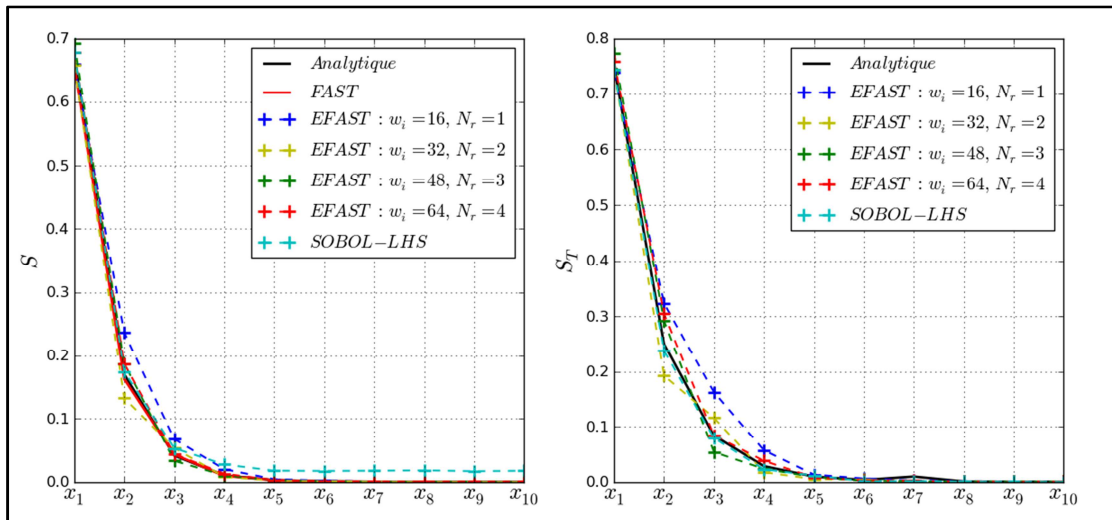 0.7
0.6
0.5
0.4
0.3
0.2
0.1
0.0
S
x_1 x_2 x_3 x_4 x_5 x_6 x_7 x_8 x_9 x_10
Analytique
FAST
EFAST : w_i =16, N_r =1
EFAST : w_i =32, N_r =2
EFAST : w_i =48, N_r =3
EFAST : w_i =64, N_r =4
SOBOL−LHS
0.8
0.7
0.6
0.5
0.4
0.3
0.2
0.1
0.0
S_T
x_1 x_2 x_3 x_4 x_5 x_6 x_7 x_8 x_9 x_10
Analytique
EFAST : w_i =16, N_r =1
EFAST : w_i =32, N_r =2
EFAST : w_i =48, N_r =3
EFAST : w_i =64, N_r =4
SOBOL−LHS